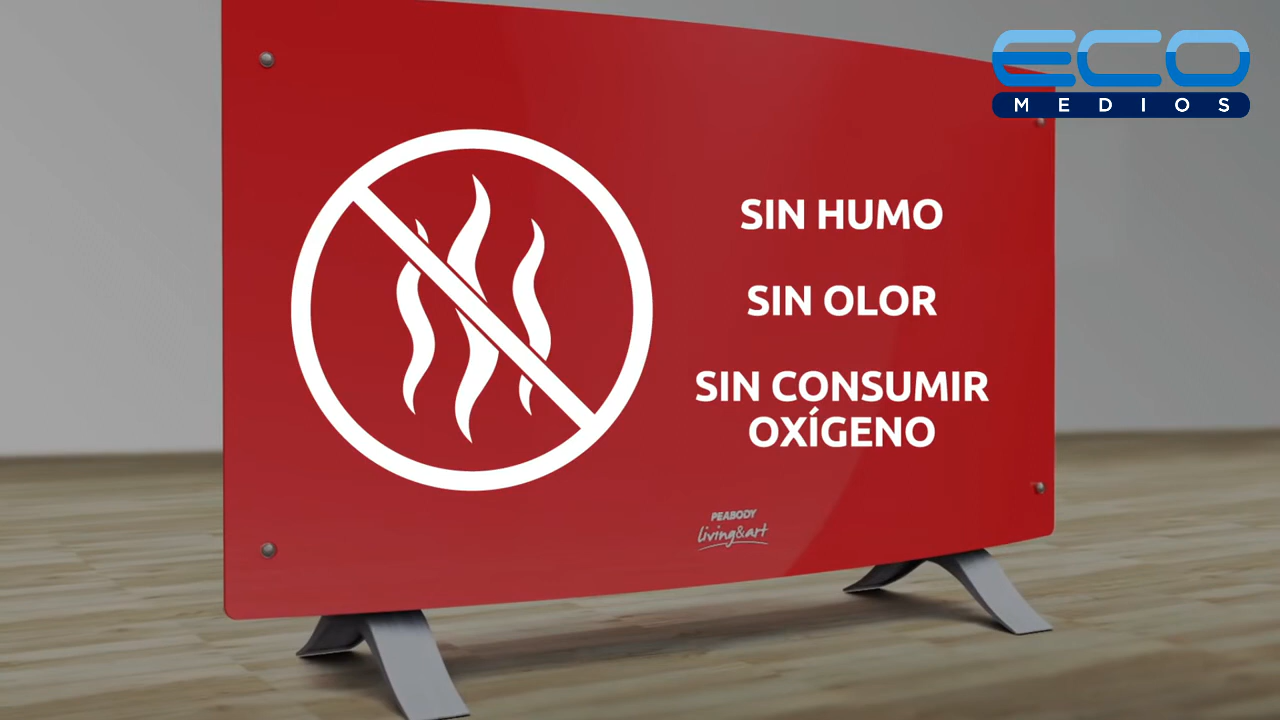 ECO
MEDIOS
SIN HUMO
SIN OLOR
SIN CONSUMIR
OXÍGENO
PEABODY
living&art